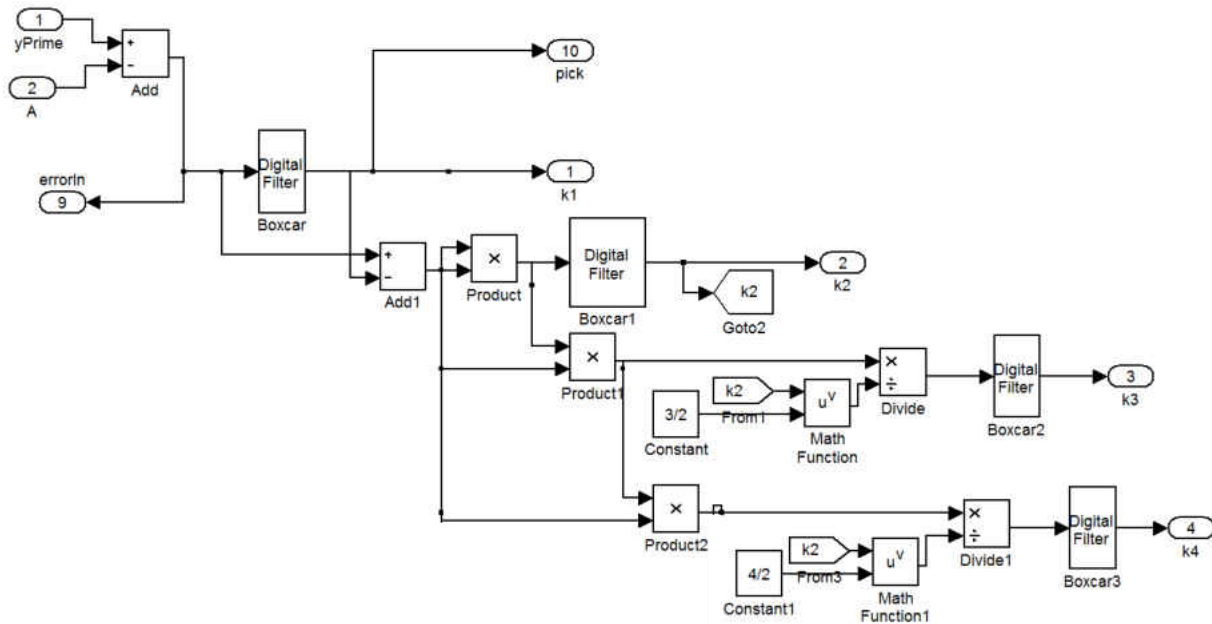 1
yPrime
+
−
Add
2
A
10
pick
errorIn
9
Digital
Filter
Boxcar
1
k1
+
−
Add1
×
Product
Digital
Filter
Boxcar1
2
k2
k2
Goto2
×
Product1
k2
From1
3/2
Constant
u^v
Math
Function
×
÷
Divide
Digital
Filter
Boxcar2
3
k3
×
Product2
k2
From3
4/2
Constant1
u^v
Math
Function1
×
÷
Divide1
Digital
Filter
Boxcar3
4
k4